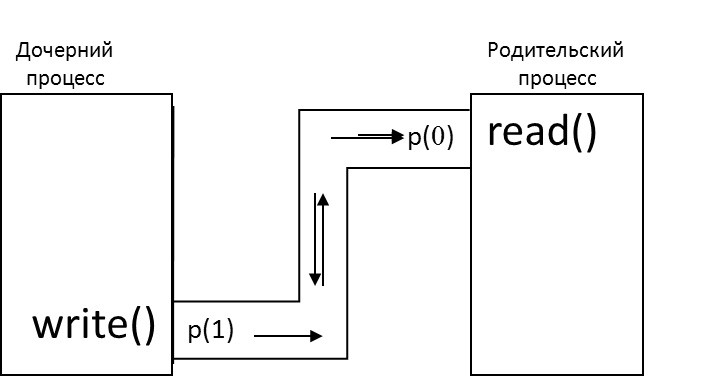 Дочерний
процесс
Родительский
процесс
p(0)
read()
write()
p(1)